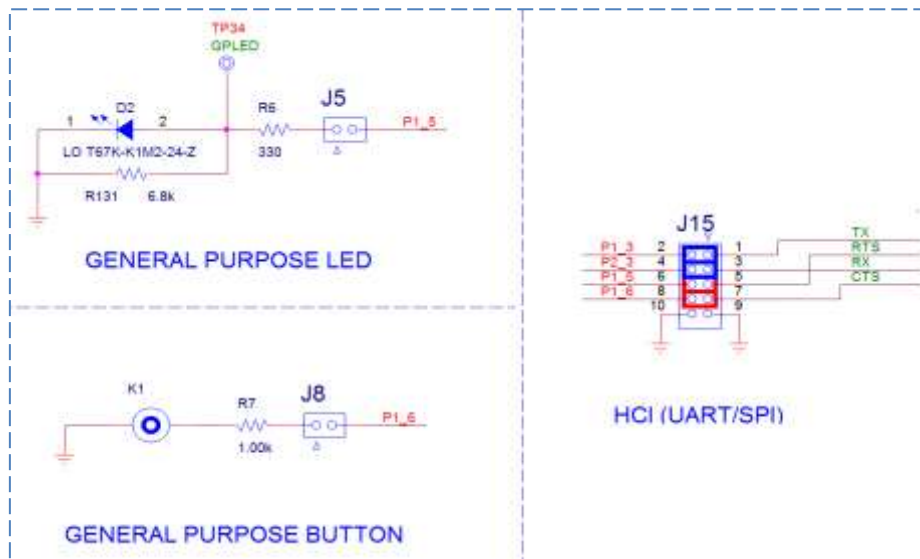 TP34
GPLED
D2
1 2
R6
330
J5
P1_5
LO T67K-K1M2-24-Z
R131 6.8k
GENERAL PURPOSE LED
K1
R7
1.00k
J8
P1_6
GENERAL PURPOSE BUTTON
J15
P1_3 2 1 TX
P2_3 4 3 RTS
P1_5 6 5 RX
P1_6 8 7 CTS
10 9
HCI (UART/SPI)